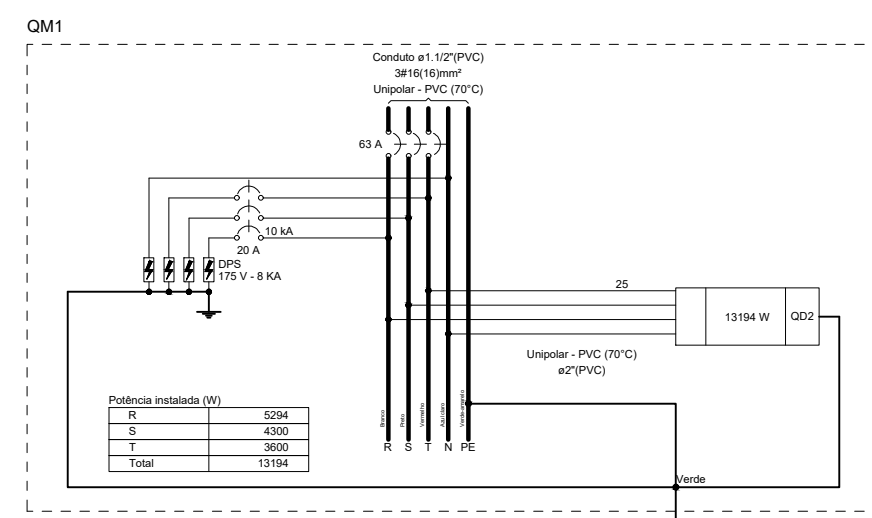 QM1
Conduto ø1.1/2"(PVC)
3#16(16)mm²
Unipolar - PVC (70°C)
63 A
10 kA
20 A
DPS
175 V - 8 KA
25
13194 W
QD2
Unipolar - PVC (70°C)
ø2"(PVC)
Potência instalada (W)
R 5294
S 4300
T 3600
Total 13194
Branco
Preto
Vermelho
Azul claro
Verde-amarelo
R S T N PE
Verde